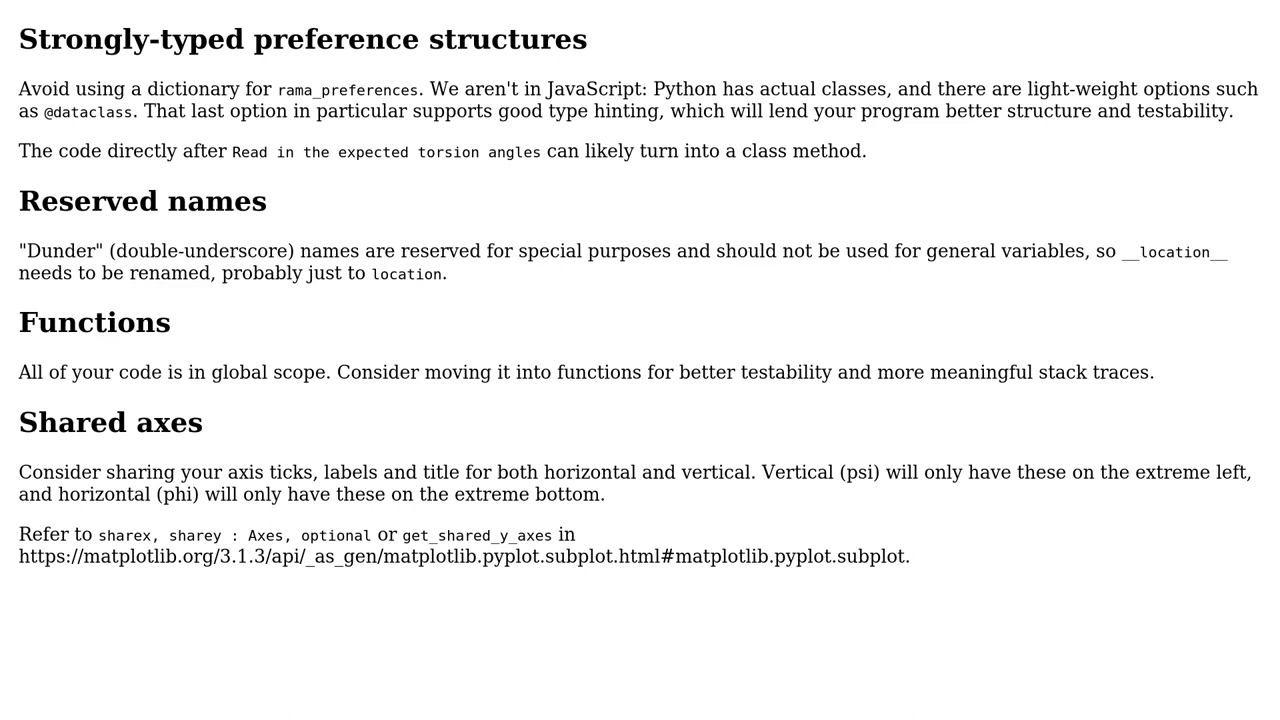 Strongly-typed preference structures
Avoid using a dictionary for rama_preferences. We aren't in JavaScript: Python has actual classes, and there are light-weight options such
as @dataclass. That last option in particular supports good type hinting, which will lend your program better structure and testability.
The code directly after Read in the expected torsion angles can likely turn into a class method.
Reserved names
"Dunder" (double-underscore) names are reserved for special purposes and should not be used for general variables, so __location__
needs to be renamed, probably just to location.
Functions
All of your code is in global scope. Consider moving it into functions for better testability and more meaningful stack traces.
Shared axes
Consider sharing your axis ticks, labels and title for both horizontal and vertical. Vertical (psi) will only have these on the extreme left,
and horizontal (phi) will only have these on the extreme bottom.
Refer to sharex, sharey : Axes, optional or get_shared_y_axes in
https://matplotlib.org/3.1.3/api/_as_gen/matplotlib.pyplot.subplot.html#matplotlib.pyplot.subplot.